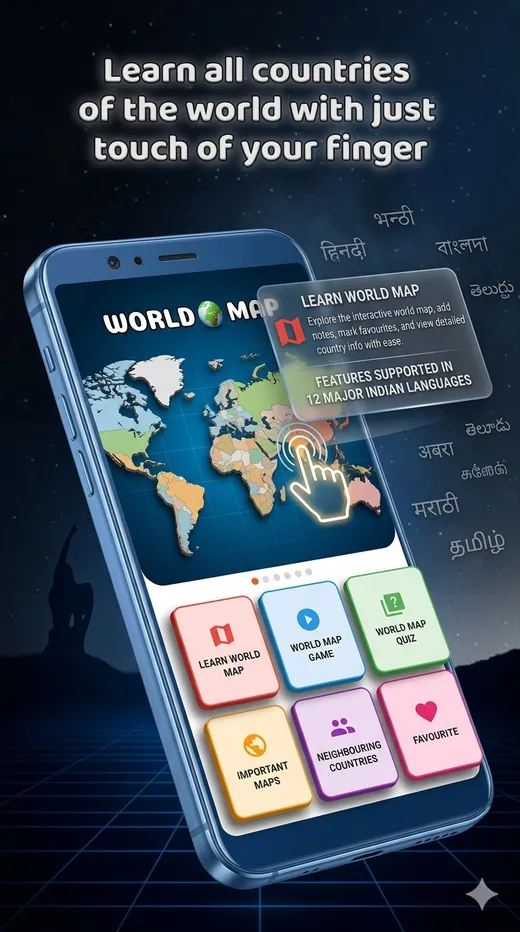 Learn all countries
of the world with just
touch of your finger
भन्ठी
हिनदी
বাংলদা
తెలుర్దు
WORLD MAP
LEARN WORLD MAP
Explore the interactive world map, add
notes, maik favourites, and view detailed
country info with ease.
FEATURES SUPPORTED IN
12 MAJOR INDIAN LANGUAGES
తెలూడు
अबरा
मराठी
தமிழ்
LEARN WORLD
MAP
WORLD MAP
GAME
?
WORLD MAP
QUIZ
IMPORTANT
MAPS
NEIGHBOURING
COUNTRIES
FAVOURITE